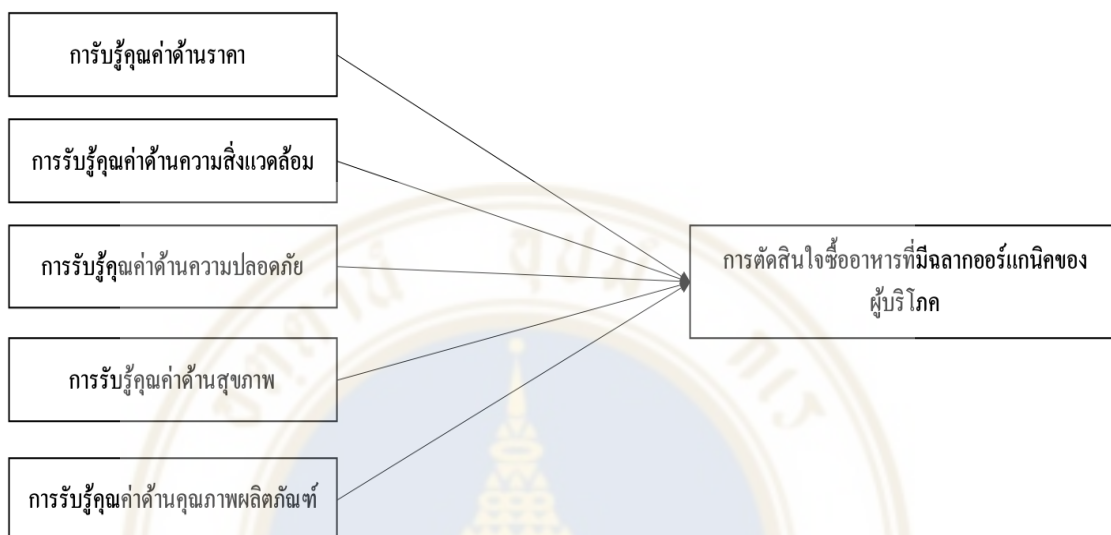 การับรู้คุณค่าด้านราคา
การรับรู้คุณค่าด้านความสิ่งแวดล้อม
การรับรู้คุณค่าด้านความปลอดภัย
การรับรู้คุณค่าด้านสุขภาพ
การรับรู้คุณค่าด้านคุณภาพผลิตภัณฑ์
การตัดสินใจซื้ออาหารที่มีฉลากออร์แกนิคของ
ผู้บริโภค